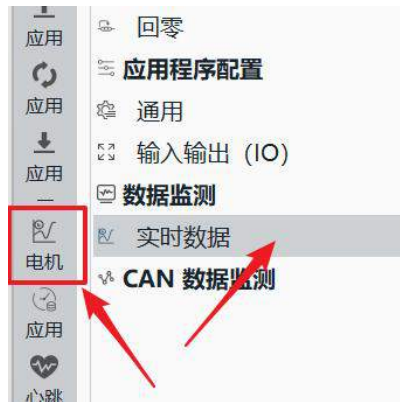 应用
应用
应用
电机
应用
心跳
回零
应用程序配置
通用
输入输出 (IO)
数据监测
实时数据
CAN 数据监测